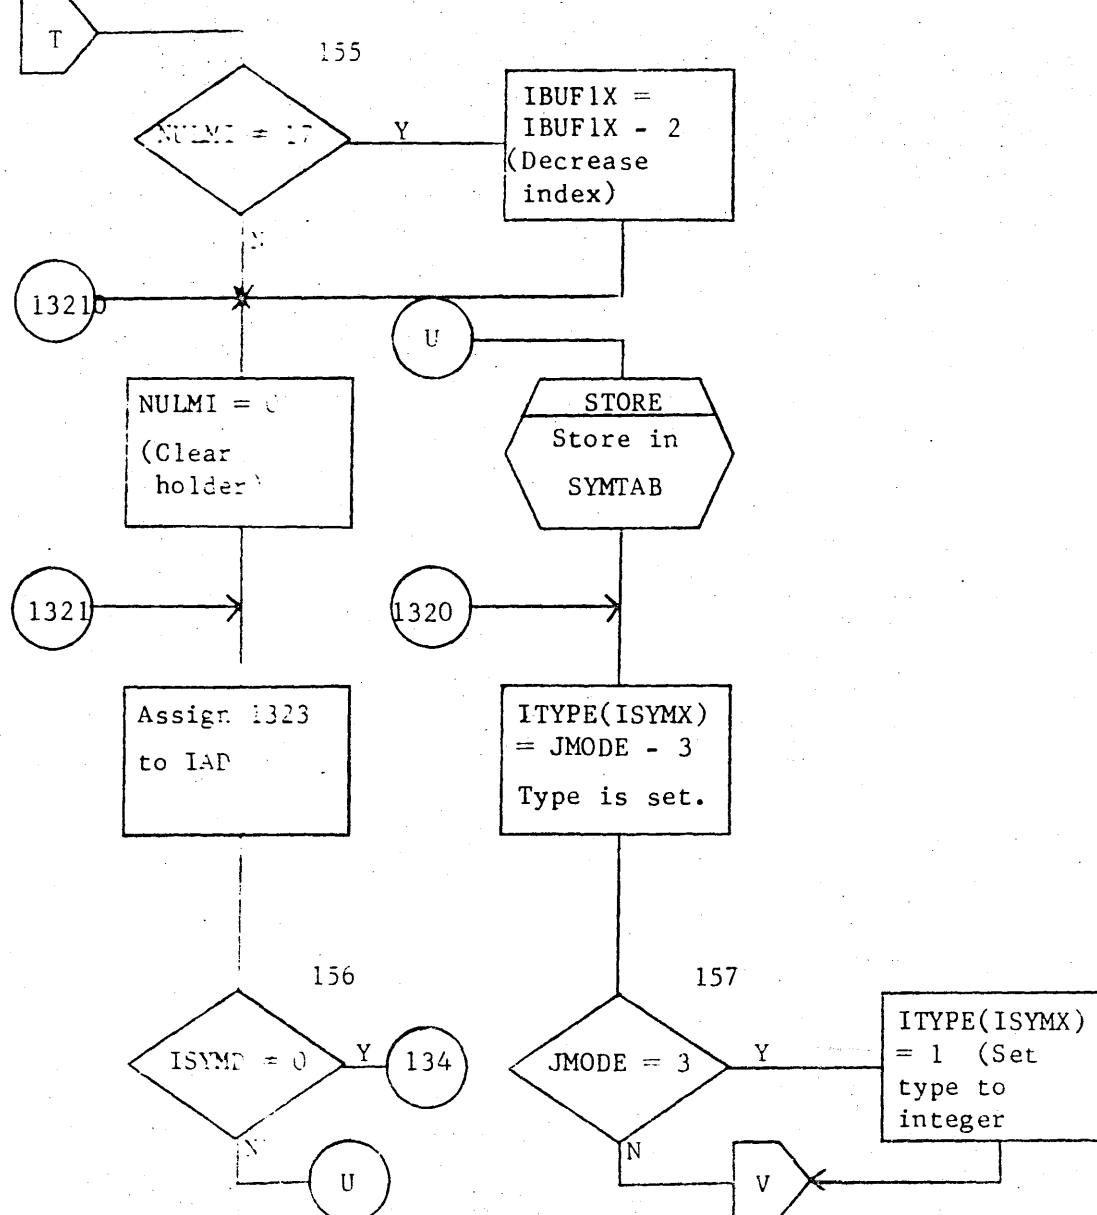 T
155
NULMI = 17
Y
IBUF1X =
IBUF1X - 2
(Decrease
index)
N
13210
U
NULMI = 0
(Clear
holder)
STORE
Store in
SYMTAB
1321
1320
Assign 1323
to IAD
ITYPE(ISYMX)
= JMODE - 3
Type is set.
156
ISYMD = 0
Y
134
N
U
157
JMODE = 3
Y
ITYPE(ISYMX)
= 1 (Set
type to
integer
N
V